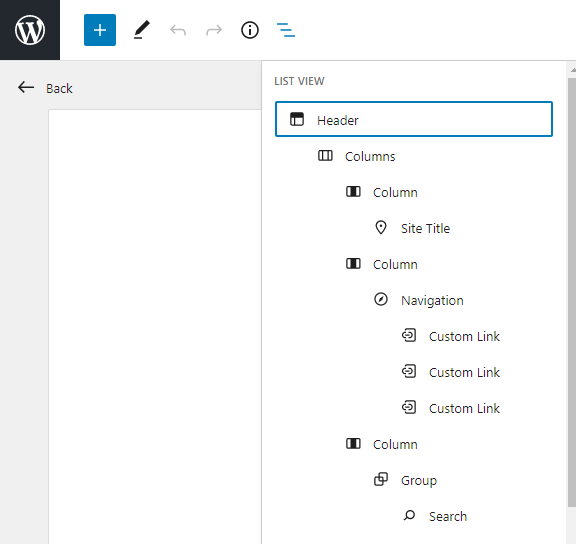 Back
LIST VIEW
Header
Columns
Column
Site Title
Column
Navigation
Custom Link
Custom Link
Custom Link
Column
Group
Search